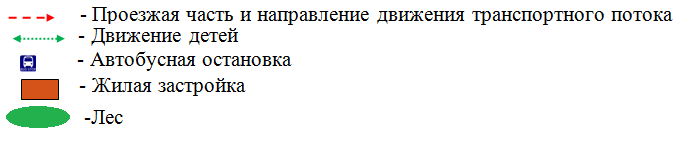 - Проезжая часть и направление движения транспортного потока
- Движение детей
- Автобусная остановка
- Жилая застройка
-Лес